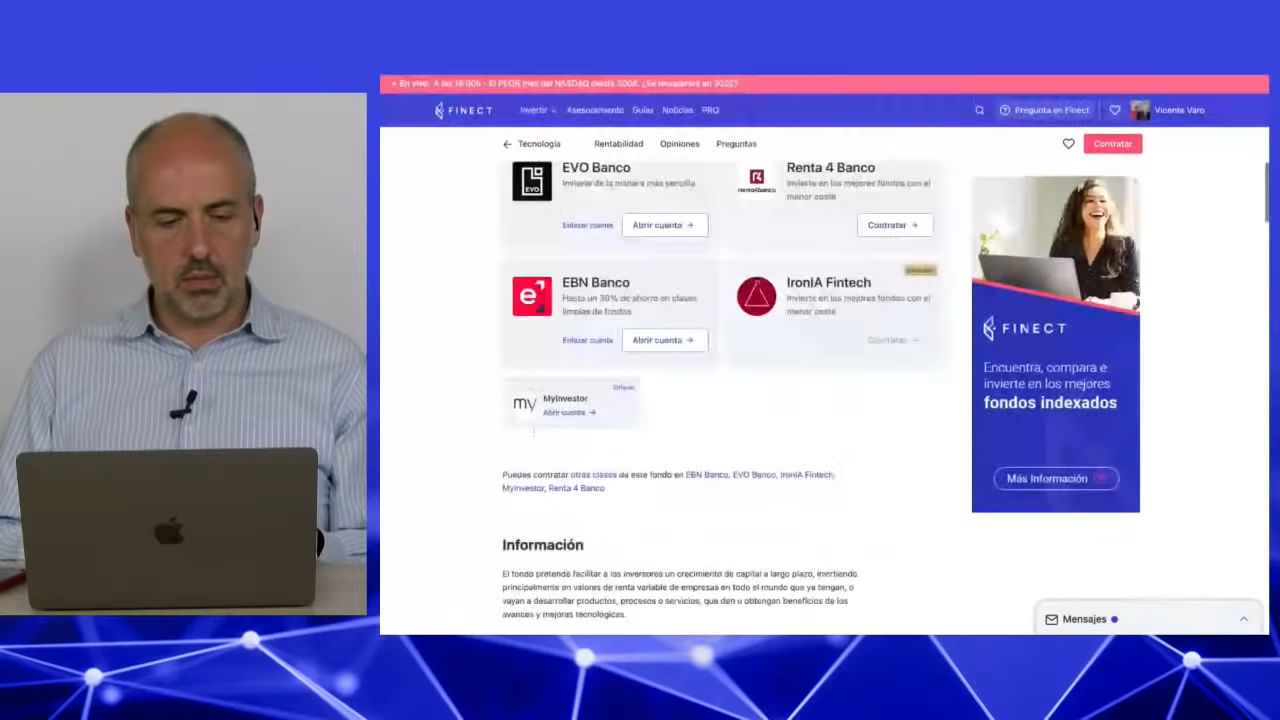 • En vivo: A las 16:00h - El PEOR mes del NASDAQ desde 2008. ¿Se recuperará en 2022?
FINECT
Invertir
Asesoramiento
Guías
Noticias
PRO
Pregunta en Finect
Vicente Varo
Tecnología
Rentabilidad
Opiniones
Preguntas
Contratar
EVO Banco
Invierte de la manera más sencilla
Enlazar cuenta
Abrir cuenta →
Renta 4 Banco
Invierte en los mejores fondos con el
menor coste
Contratar →
EBN Banco
Hasta un 30% de ahorro en clases
limpias de fondos
Enlazar cuenta
Abrir cuenta →
IronIA Fintech
Invierte en los mejores fondos con el
menor coste
Contratar →
MyInvestor
Abrir cuenta →
Puedes contratar otras clases de este fondo en EBN Banco, EVO Banco, IronIA Fintech,
MyInvestor, Renta 4 Banco
Información
El fondo pretende facilitar a los inversores un crecimiento de capital a largo plazo, invirtiendo
principalmente en valores de renta variable de empresas en todo el mundo que ya tengan, o
vayan a desarrollar productos, procesos o servicios, que den u obtengan beneficios de los
avances y mejoras tecnológicas.
FINECT
Encuentra, compara e
invierte en los mejores
fondos indexados
Más Información
Mensajes